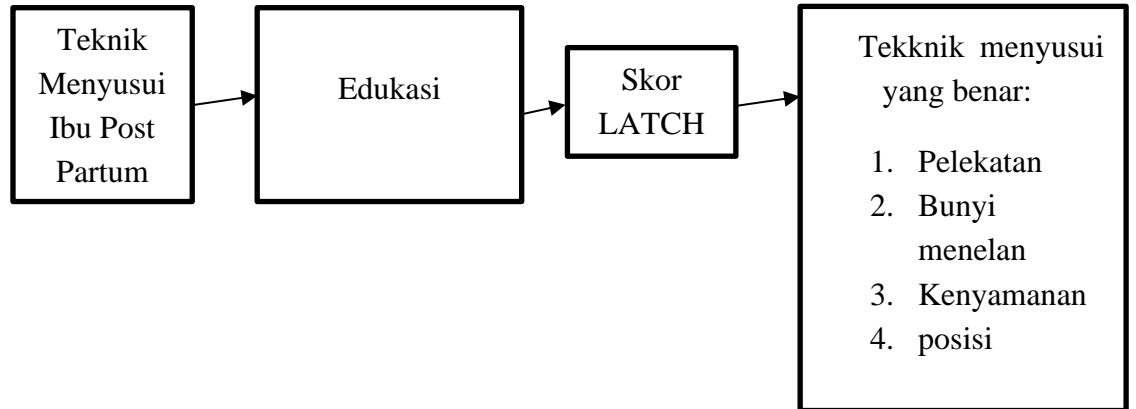 Teknik
Menyusui
Ibu Post
Partum
Edukasi
Skor
LATCH
Tekknik menyusui
yang benar:
1. Pelekatan
2. Bunyi
menelan
3. Kenyamanan
4. posisi